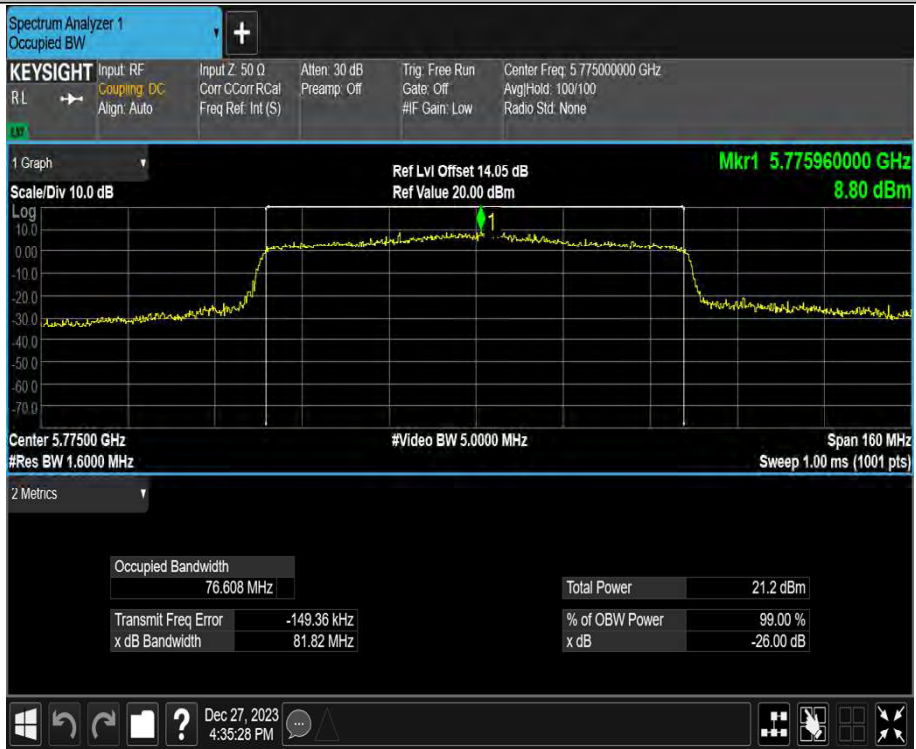 Spectrum Analyzer 1
Occupied BW
+
KEYSIGHT
RL
Input: RF
Coupling: DC
Align: Auto
Input Z: 50 Ω
Corr CCorr RCal
Freq Ref: Int (S)
Atten: 30 dB
Preamp: Off
Trig: Free Run
Gate: Off
#IF Gain: Low
Center Freq: 5.775000000 GHz
Avg|Hold: 100/100
Radio Std: None
1 Graph
Scale/Div 10.0 dB
Ref Lvl Offset 14.05 dB
Ref Value 20.00 dBm
Mkr1 5.775960000 GHz
8.80 dBm
Log
10.0
0.00
-10.0
-20.0
-30.0
-40.0
-50.0
-60.0
-70.0
1
Center 5.77500 GHz
#Video BW 5.0000 MHz
Span 160 MHz
#Res BW 1.6000 MHz
Sweep 1.00 ms (1001 pts)
2 Metrics
Occupied Bandwidth
76.608 MHz
Total Power 21.2 dBm
Transmit Freq Error -149.36 kHz
% of OBW Power 99.00 %
x dB Bandwidth 81.82 MHz
x dB -26.00 dB
?
Dec 27, 2023
4:35:28 PM